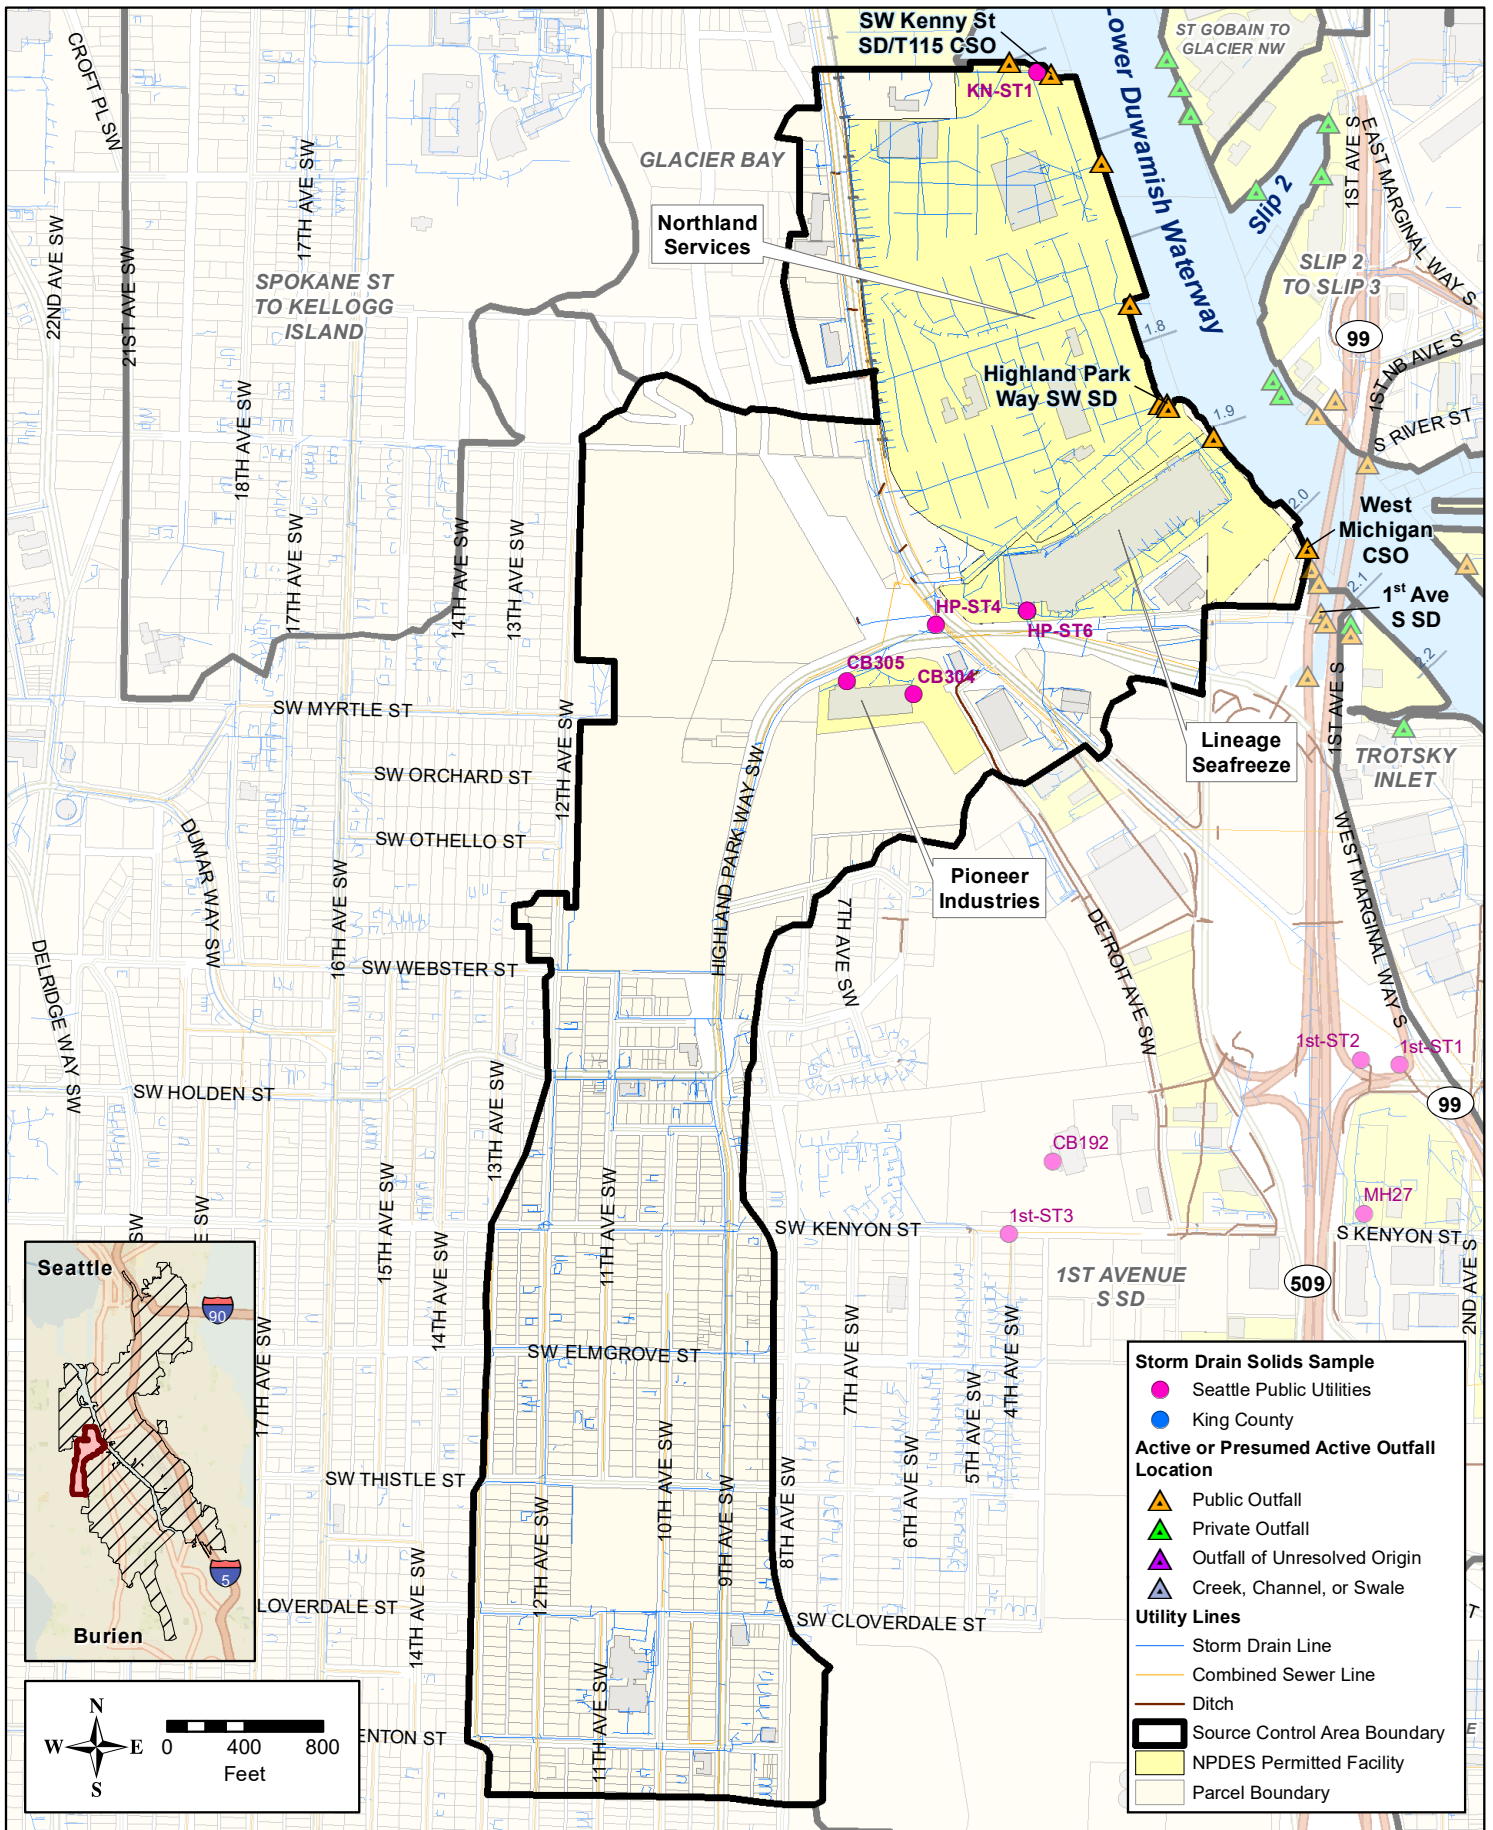 SW Kenny St
SD/T115 CSO
KN-ST1
Lower Duwamish Waterway
ST GOBAIN TO
GLACIER NW
CROFT PL SW
17TH AVE SW
GLACIER BAY
1ST AVE S
EAST MARGINAL WAY S
Slip 2
Northland
Services
22ND AVE SW
21ST AVE SW
SPOKANE ST
TO KELLOGG
ISLAND
SLIP 2
TO SLIP 3
1.8
99
1ST NB AVE S
Highland Park
Way SW SD
1.9
S RIVER ST
18TH AVE SW
17TH AVE SW
14TH AVE SW
13TH AVE SW
2.0
West
Michigan
CSO
2.1
1st Ave
S SD
2.2
HP-ST4
HP-ST6
CB305
CB304
SW MYRTLE ST
12TH AVE SW
1ST AVE S
Lineage
Seafreeze
TROTSKY
INLET
SW ORCHARD ST
SW OTHELLO ST
DUMAR WAY SW
16TH AVE SW
HIGHLAND PARK WAY SW
Pioneer
Industries
7TH AVE SW
DETROIT AVE SW
WEST MARGINAL WAY S
DELRIDGE WAY SW
SW WEBSTER ST
1st-ST2
1st-ST1
99
SW HOLDEN ST
13TH AVE SW
CB192
MH27
15TH AVE SW
14TH AVE SW
11TH AVE SW
SW KENYON ST
1st-ST3
S KENYON ST
SW
E SW
1ST AVENUE
S SD
509
2ND AVE S
Seattle
90
5
Burien
17TH AVE SW
SW ELMGROVE ST
7TH AVE SW
5TH AVE SW
4TH AVE SW
6TH AVE SW
SW THISTLE ST
12TH AVE SW
10TH AVE SW
9TH AVE SW
8TH AVE SW
LOVERDALE ST
14TH AVE SW
SW CLOVERDALE ST
11TH AVE SW
ENTON ST
N
W E
S
0 400 800
Feet
Storm Drain Solids Sample
Seattle Public Utilities
King County
Active or Presumed Active Outfall
Location
Public Outfall
Private Outfall
Outfall of Unresolved Origin
Creek, Channel, or Swale
Utility Lines
Storm Drain Line
Combined Sewer Line
Ditch
Source Control Area Boundary
NPDES Permitted Facility
Parcel Boundary